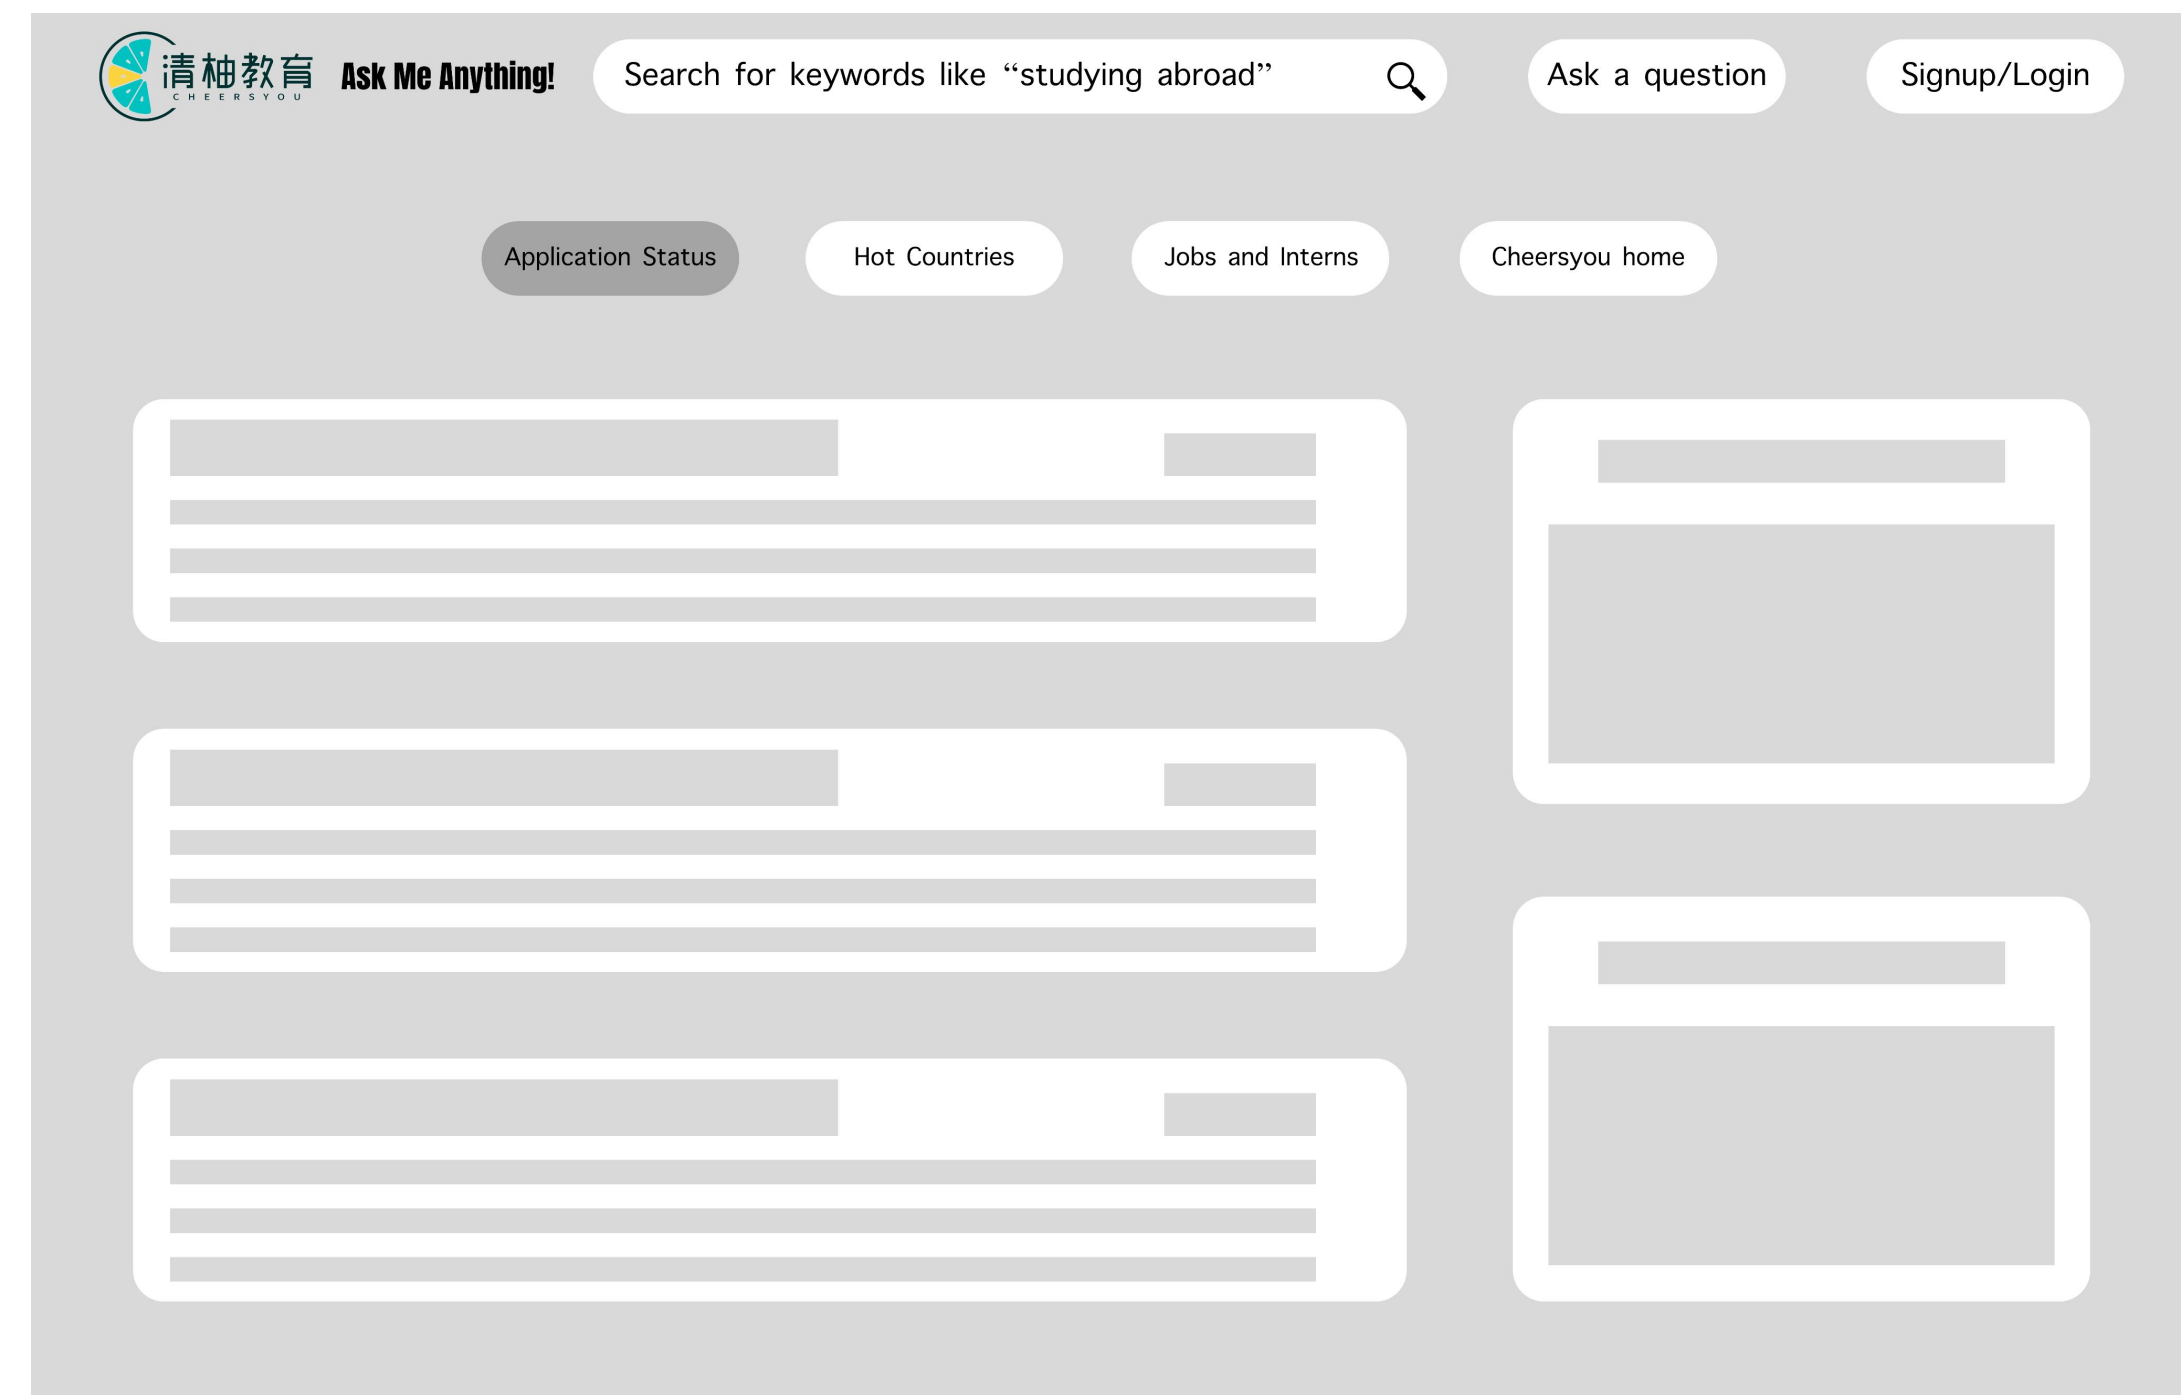 清柚教育
CHEERSYOU
Ask Me Anything!
Search for keywords like “studying abroad”
Ask a question
Signup/Login
Application Status
Hot Countries
Jobs and Interns
Cheersyou home